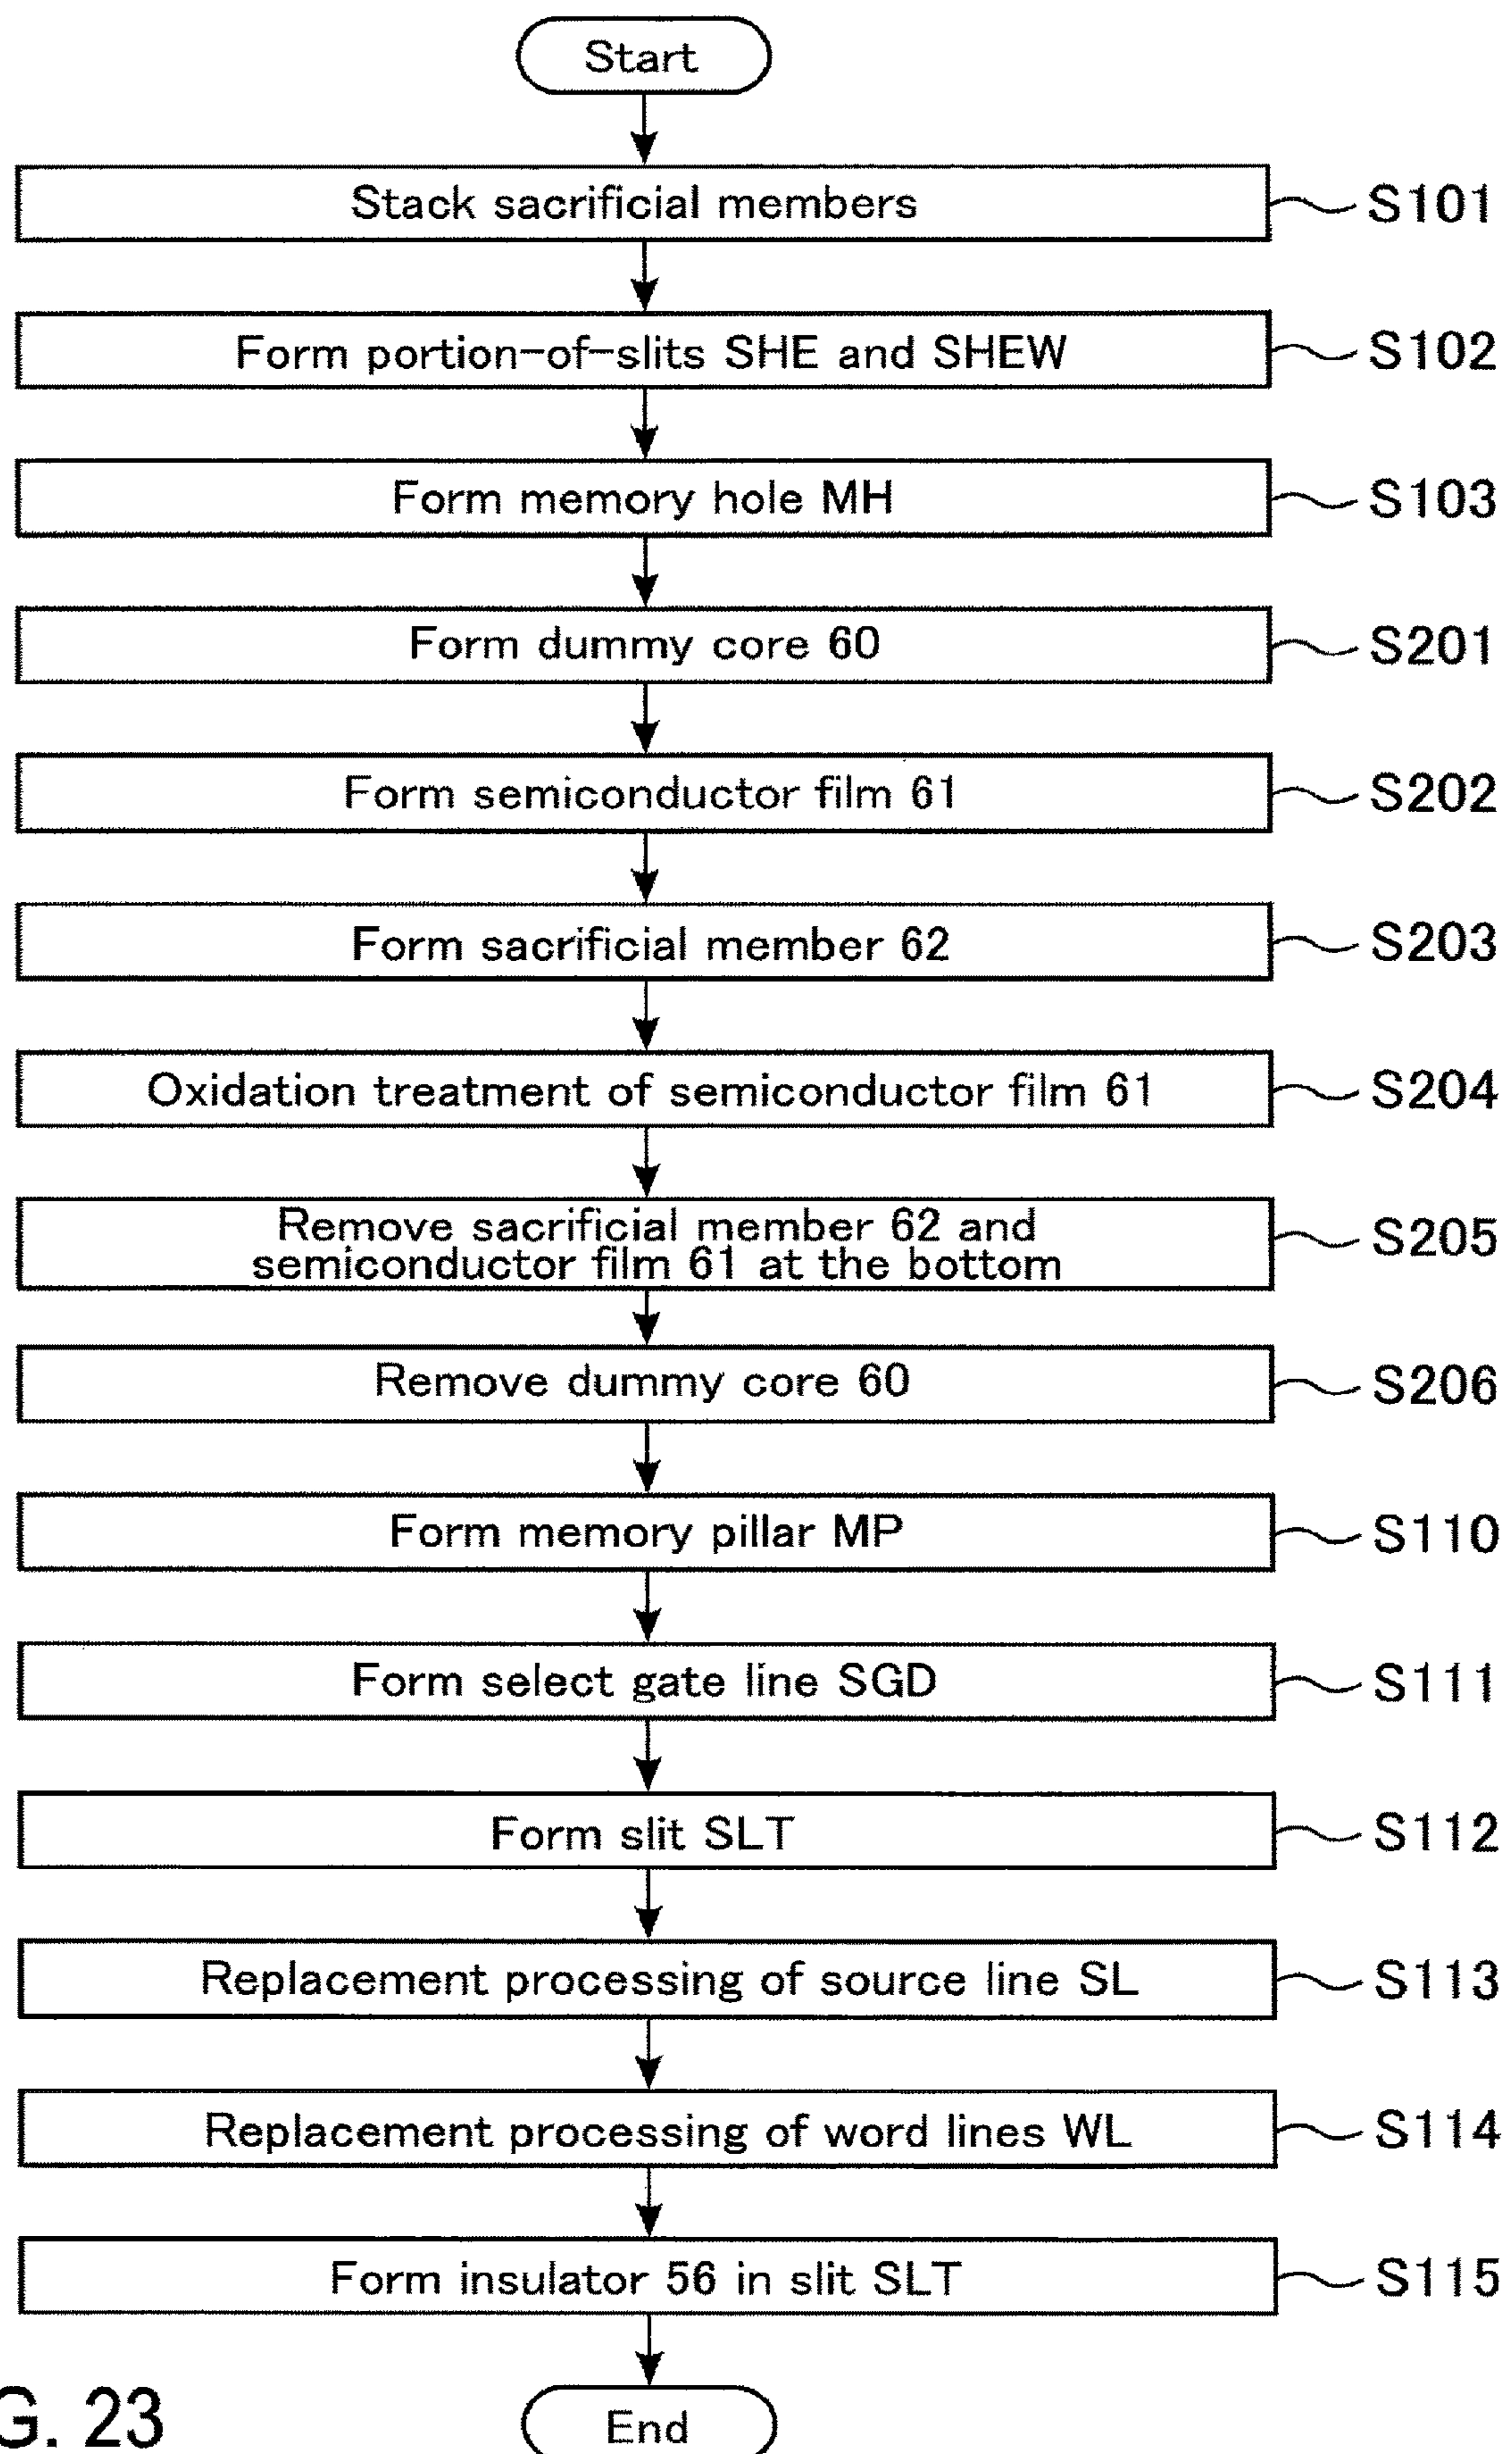 Start
Stack sacrificial members
S101
Form portion-of-slits SHE and SHEW
S102
Form memory hole MH
S103
Form dummy core 60
S201
Form semiconductor film 61
S202
Form sacrificial member 62
S203
Oxidation treatment of semiconductor film 61
S204
Remove sacrificial member 62 and
semiconductor film 61 at the bottom
S205
Remove dummy core 60
S206
Form memory pillar MP
S110
Form select gate line SGD
S111
Form slit SLT
S112
Replacement processing of source line SL
S113
Replacement processing of word lines WL
S114
Form insulator 56 in slit SLT
S115
End
G. 23